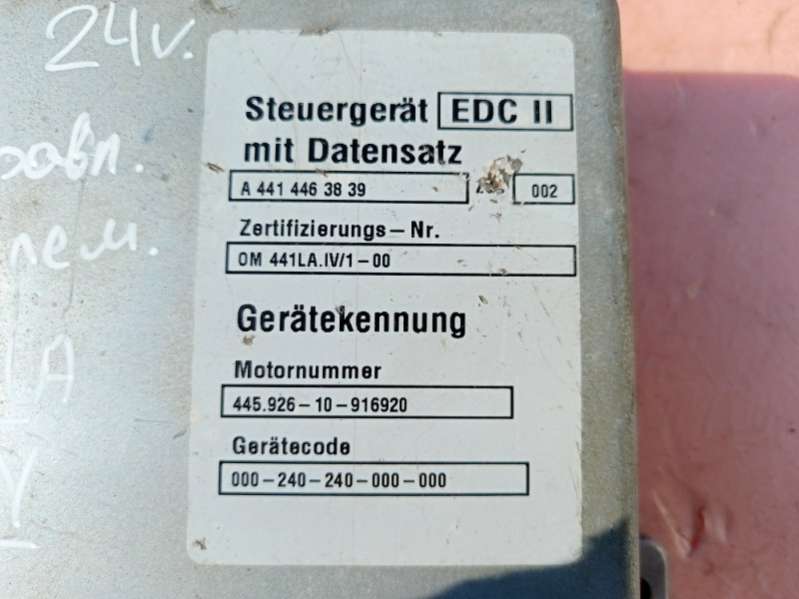 24v.
Steuergerät EDC II
mit Datensatz
A 441 446 38 39 002
Zertifizierungs-Nr.
OM 441LA.IV/1-00
Gerätekennung
Motornummer
445.926-10-916920
Gerätecode
000-240-240-000-000